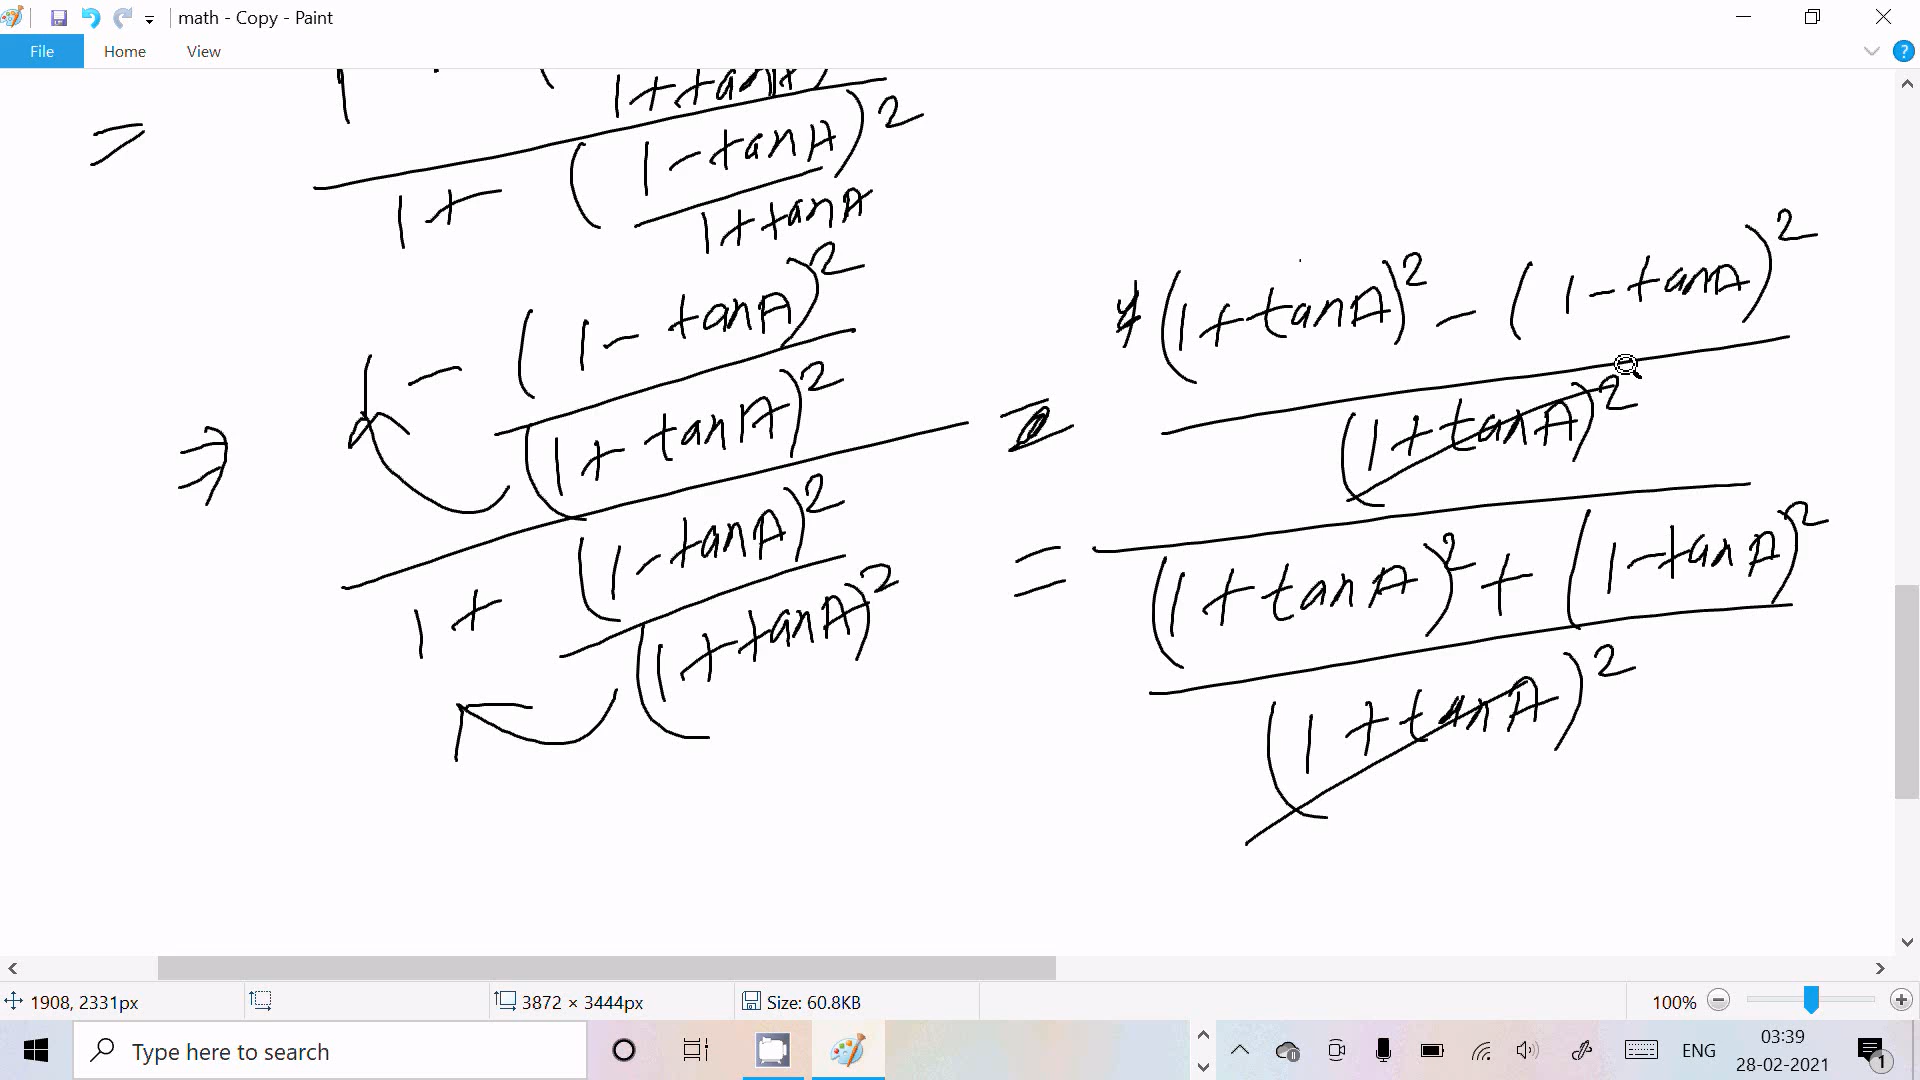 math - Copy - Paint
File Home View
1+tanA
= 1+ (1-tanA)²
1+tanA
⇒ 1 - (1-tanA)²
(1+tanA)²
1+ (1-tanA)²
(1+tanA)²
(1+tanA)² - (1-tanA)²
(1+tanA)²
= (1+tanA)² + (1-tanA)²
(1+tanA)²
1908, 2331px 3872 × 3444px Size: 60.8KB 100%
Type here to search ENG 03:39
28-02-2021 1